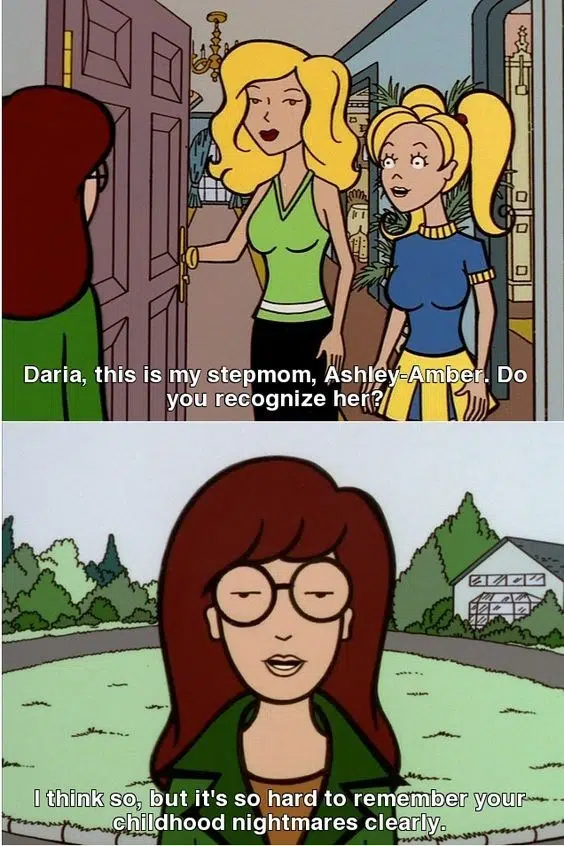 Daria, this is my stepmom, Ashley-Amber. Do
you recognize her?
I think so, but it's so hard to remember your
childhood nightmares clearly.